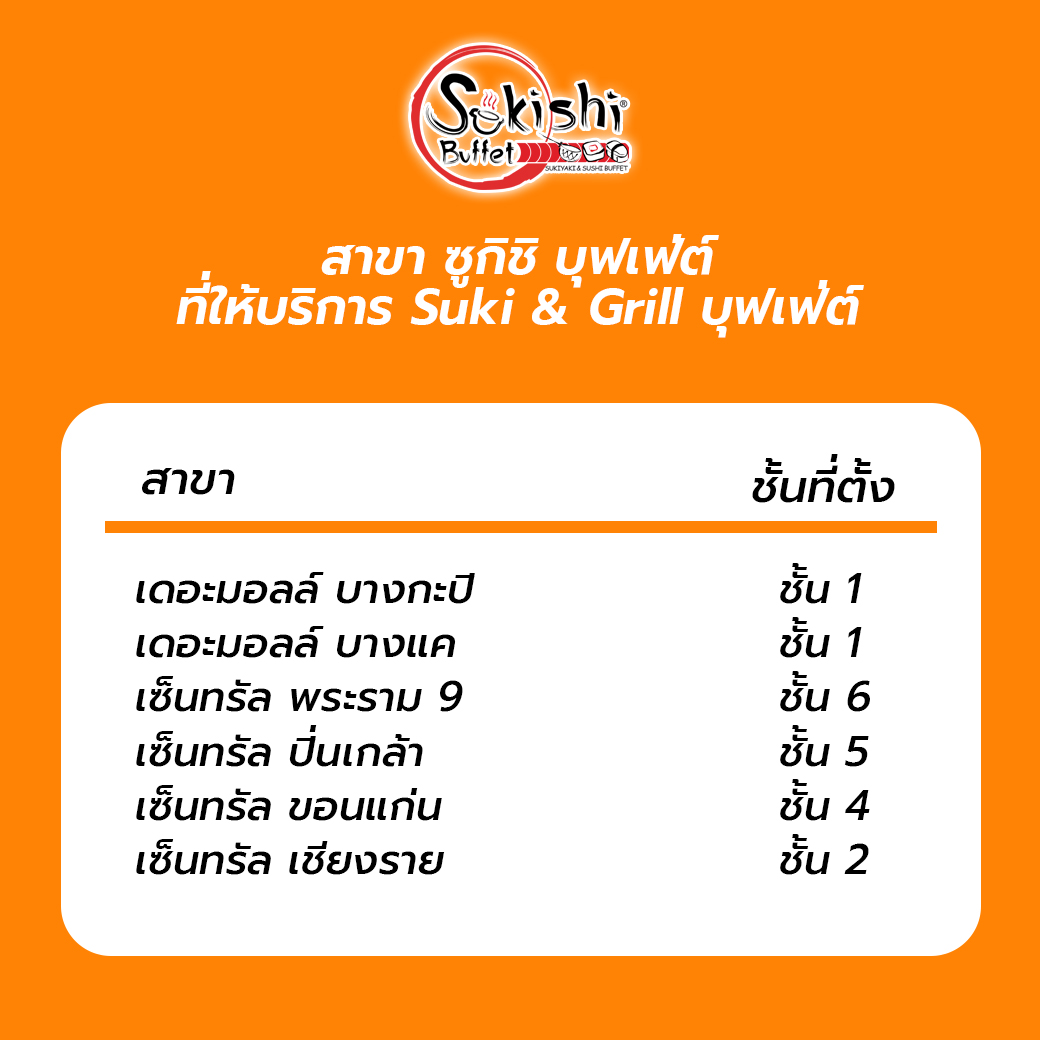 Sukishi®
Buffet
SUKIYAKI & SUSHI BUFFET
สาขา ซูกิชิ บุฟเฟ่ต์
ที่ให้บริการ Suki & Grill บุฟเฟ่ต์
สาขา ชั้นที่ตั้ง
เดอะมอลล์ บางกะปิ ชั้น 1
เดอะมอลล์ บางแค ชั้น 1
เซ็นทรัล พระราม 9 ชั้น 6
เซ็นทรัล ปิ่นเกล้า ชั้น 5
เซ็นทรัล ขอนแก่น ชั้น 4
เซ็นทรัล เชียงราย ชั้น 2